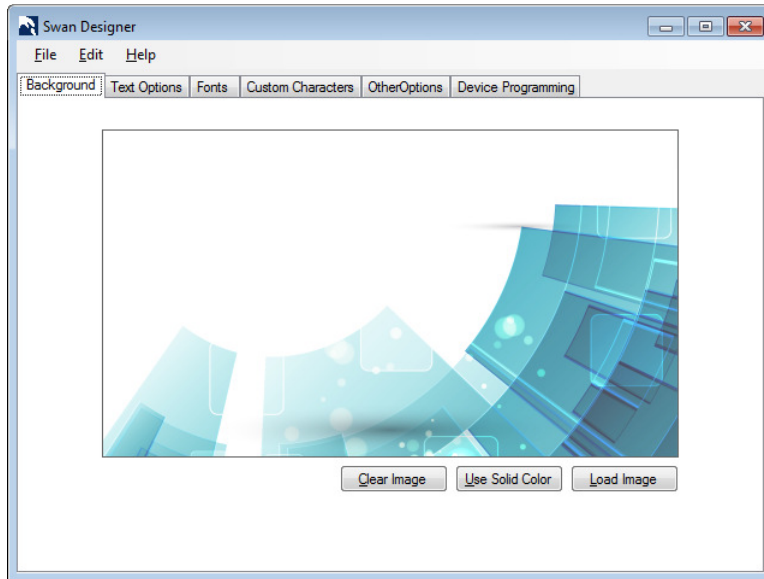 Swan Designer
File Edit Help
Background Text Options Fonts Custom Characters OtherOptions Device Programming
Clear Image Use Solid Color Load Image